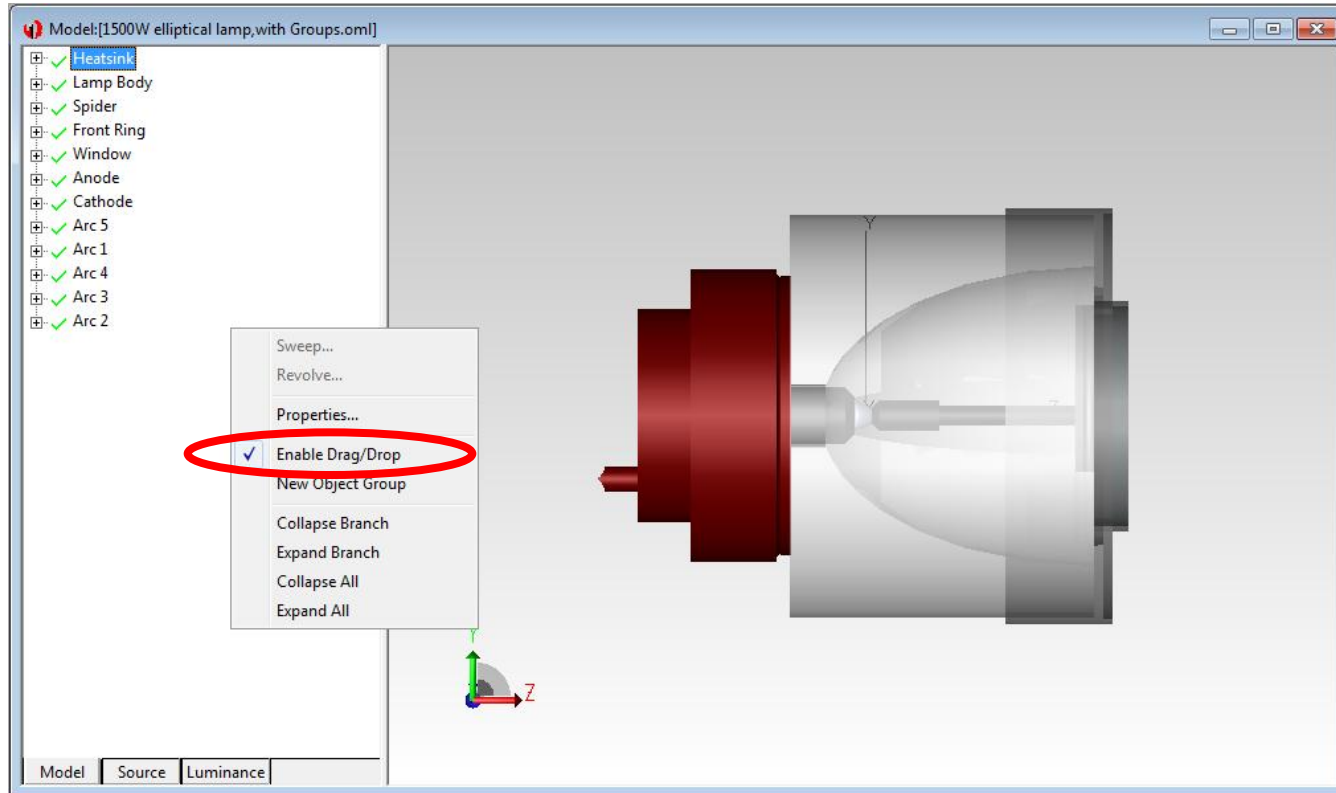 Model:[1500W elliptical lamp,with Groups.oml]
Heatsink
Lamp Body
Spider
Front Ring
Window
Anode
Cathode
Arc 5
Arc 1
Arc 4
Arc 3
Arc 2
Sweep...
Revolve...
Properties...
Enable Drag/Drop
New Object Group
Collapse Branch
Expand Branch
Collapse All
Expand All
Y
Y
Z
Y
Z
Model Source Luminance